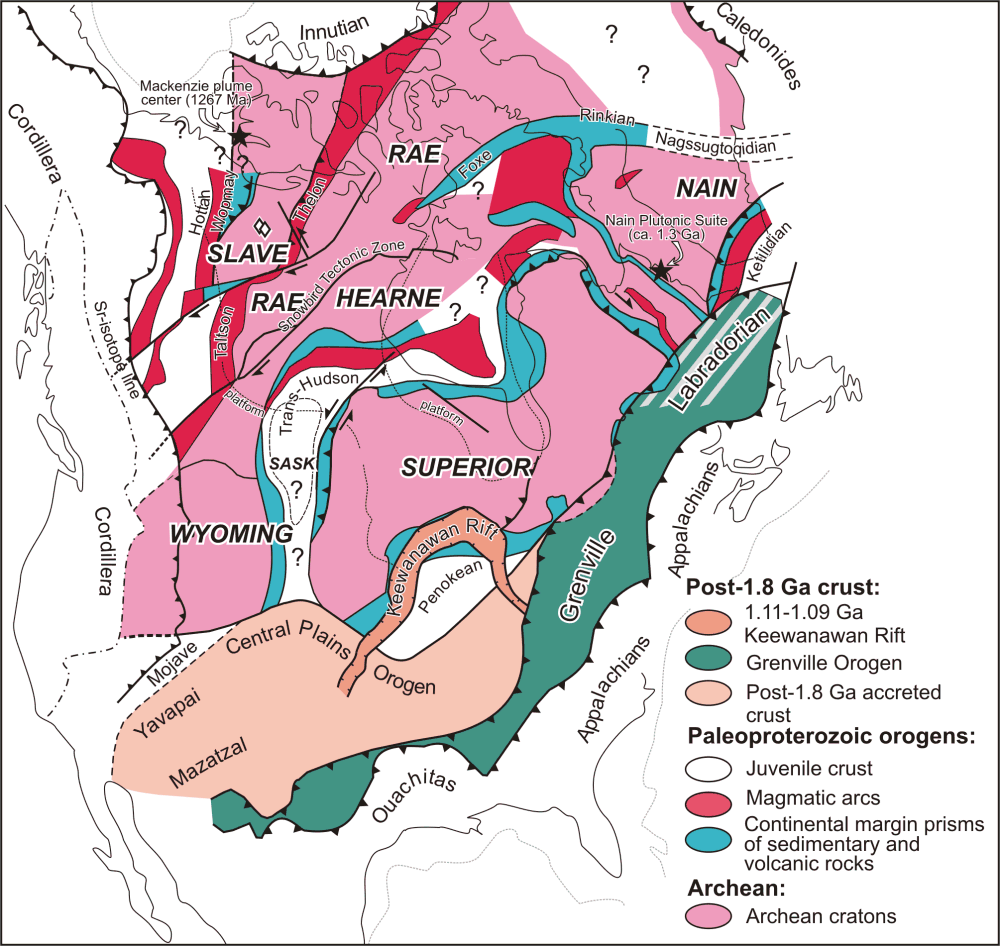 Innutian
Caledonides
?
?
Mackenzie plume
center (1267 Ma)
?
?
?
Cordillera
Rinkian
Nagssugtoqidian
RAE
Foxe
?
NAIN
Nain Plutonic Suite
(ca. 1.3 Ga)
Ketilidian
Hottah
Wopmay
Thelon
SLAVE
Snowbird Tectonic Zone
RAE
HEARNE
?
?
Taltson
Sr-isotope line
Labradorian
Trans
Hudson
platform
platform
SASK
?
SUPERIOR
WYOMING
?
Cordillera
Keewanawan Rift
Penokean
Grenville
Appalachians
Central Plains
Orogen
Mojave
Yavapai
Mazatzal
Appalachians
Ouachitas
Post-1.8 Ga crust:
1.11-1.09 Ga
Keewanawan Rift
Grenville Orogen
Post-1.8 Ga accreted
crust
Paleoproterozoic orogens:
Juvenile crust
Magmatic arcs
Continental margin prisms
of sedimentary and
volcanic rocks
Archean:
Archean cratons